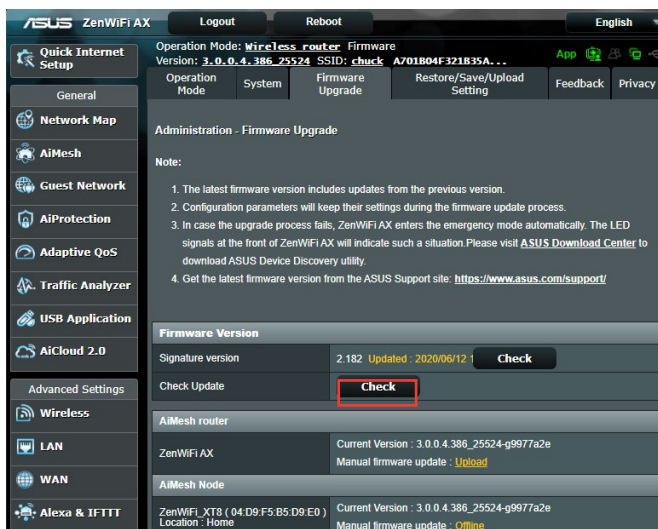 ASUS ZenWiFi AX Logout Reboot English
Quick Internet Setup
General
Network Map
AiMesh
Guest Network
AiProtection
Adaptive QoS
Traffic Analyzer
USB Application
AiCloud 2.0
Advanced Settings
Wireless
LAN
WAN
Alexa & IFTTT
Operation Mode: Wireless router Firmware
Version: 3.0.0.4.386_25524 SSID: chuck A701B04F321B35A...
App
Operation Mode System Firmware Upgrade Restore/Save/Upload Setting Feedback Privacy
Administration - Firmware Upgrade
Note:
1. The latest firmware version includes updates from the previous version.
2. Configuration parameters will keep their settings during the firmware update process.
3. In case the upgrade process fails, ZenWiFi AX enters the emergency mode automatically. The LED
signals at the front of ZenWiFi AX will indicate such a situation.Please visit ASUS Download Center to
download ASUS Device Discovery utility.
4. Get the latest firmware version from the ASUS Support site: https://www.asus.com/support/
Firmware Version
Signature version 2.182 Updated : 2020/06/12 1 Check
Check Update Check
AiMesh router
ZenWiFi AX
Current Version : 3.0.0.4.386_25524-g9977a2e
Manual firmware update : Upload
AiMesh Node
ZenWiFi_XT8 ( 04:D9:F5:B5:D9:E0 )
Location : Home
Current Version : 3.0.0.4.386_25524-g9977a2e
Manual firmware update : Offline